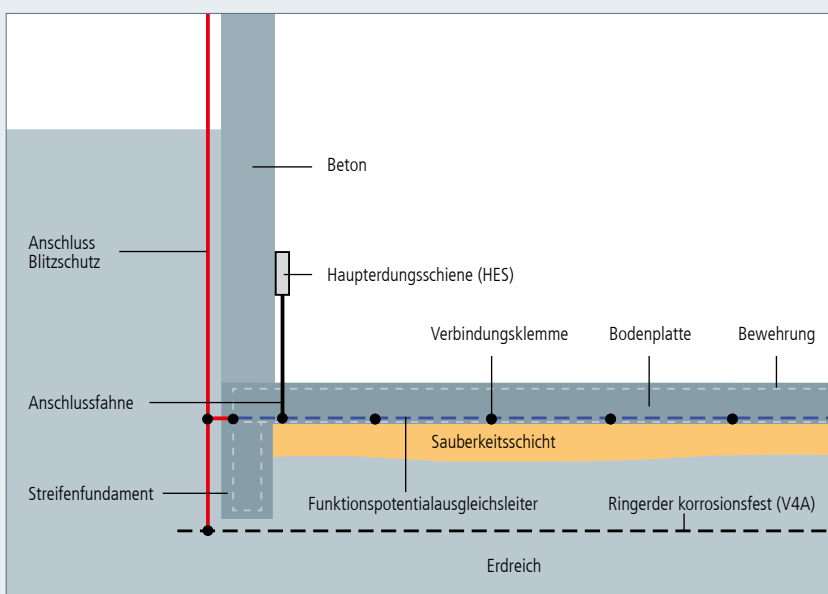 Beton
Anschluss
Blitzschutz
Haupterdungsschiene (HES)
Verbindungsklemme
Bodenplatte
Bewehrung
Anschlussfahne
Sauberkeitsschicht
Streifenfundament
Funktionspotentialausgleichsleiter
Ringerder korrosionsfest (V4A)
Erdreich